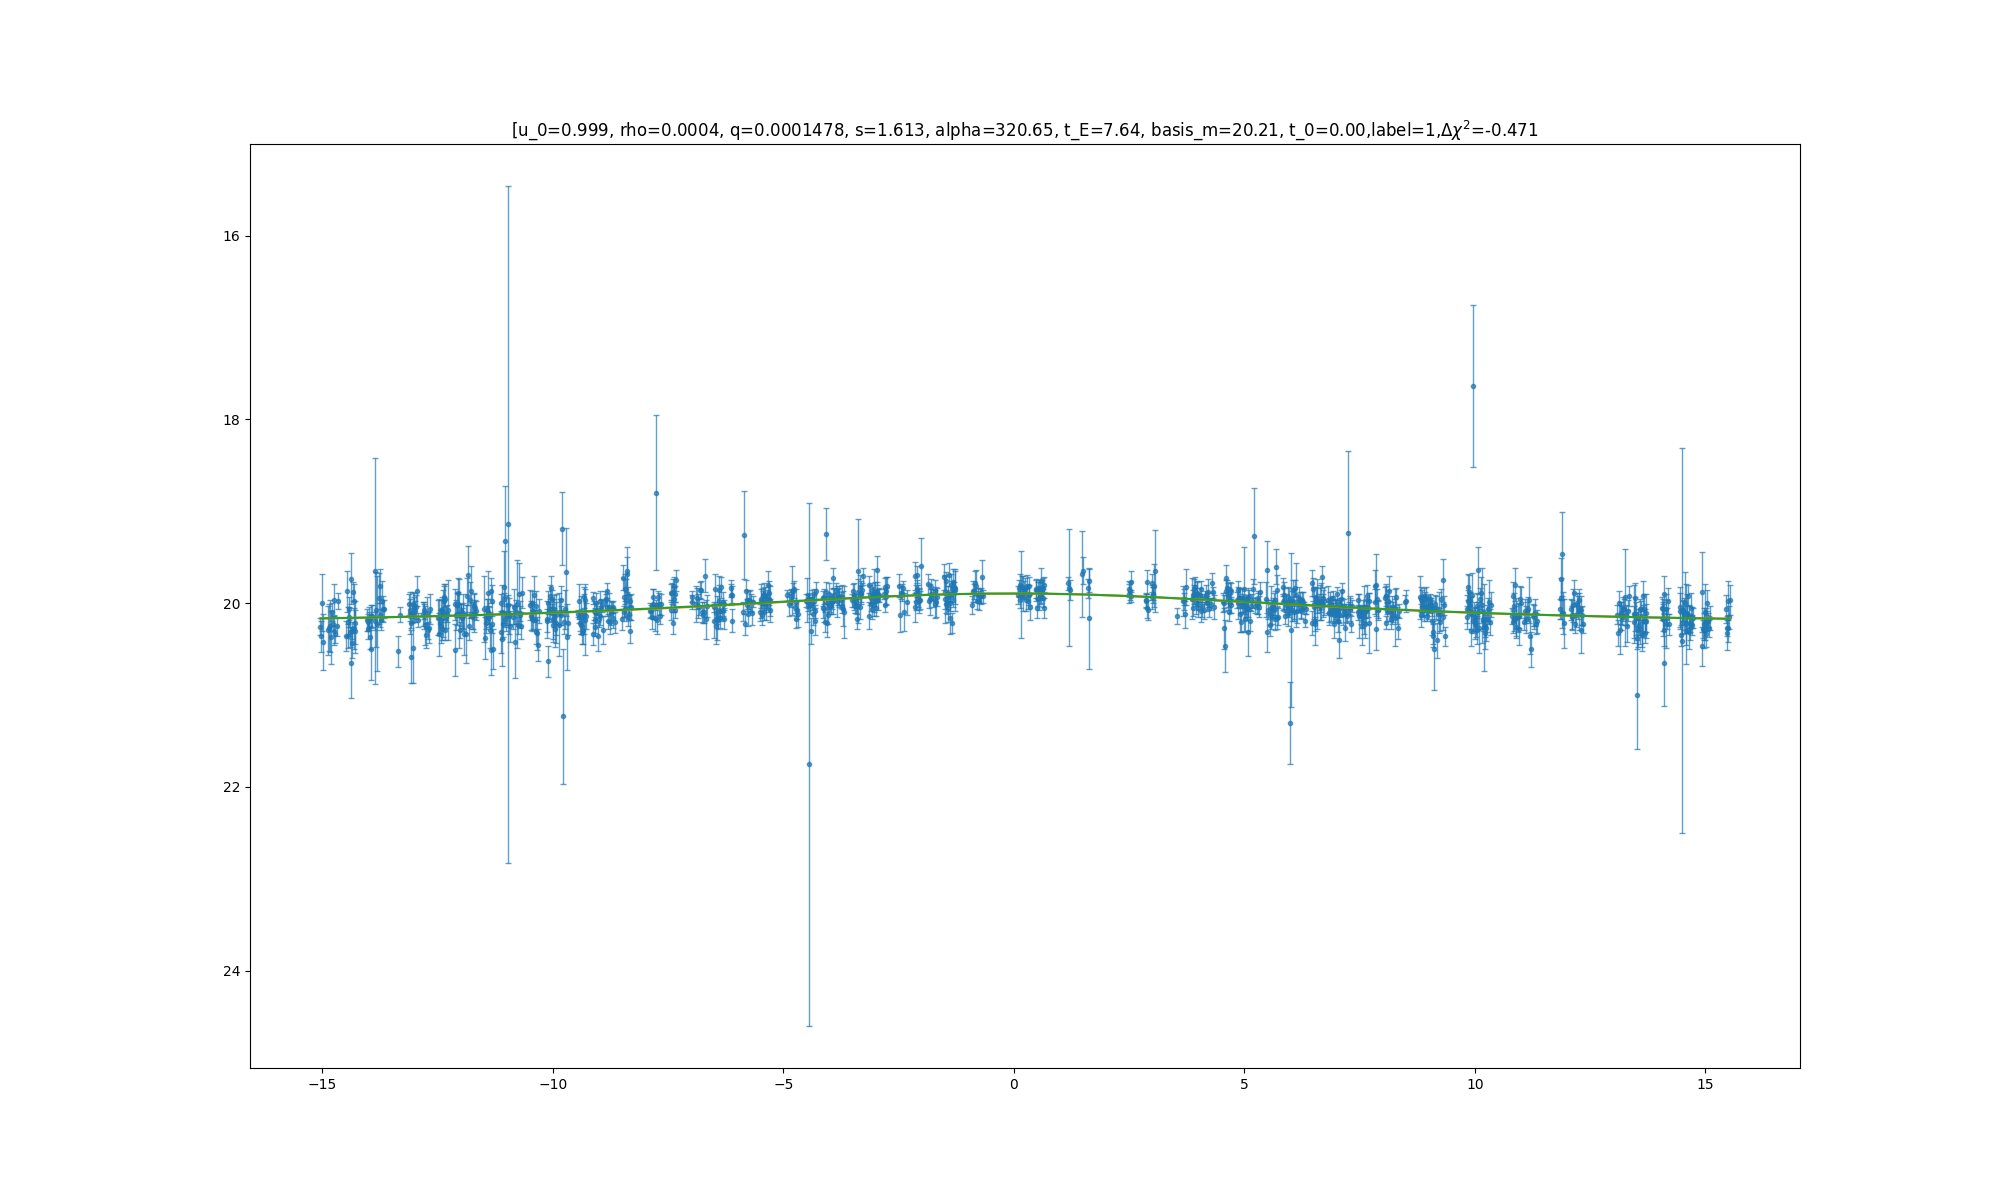 [u_0=0.999, rho=0.0004, q=0.0001478, s=1.613, alpha=320.65, t_E=7.64, basis_m=20.21, t_0=0.00,label=1,Δχ²=-0.471
16
18
20
22
24
−15 −10 −5 0 5 10 15